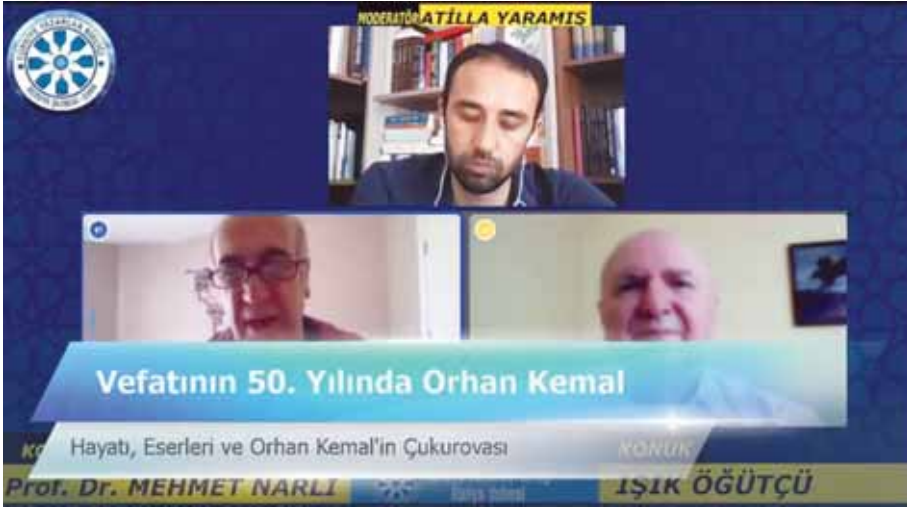 MODERATÖR ATİLLA YARAMIS
Vefatının 50. Yılında Orhan Kemal
Hayatı, Eserleri ve Orhan Kemal'in Çukurovası
KONUK
Prof. Dr. MEHMET NARLI
IŞIK ÖĞÜTÇÜ